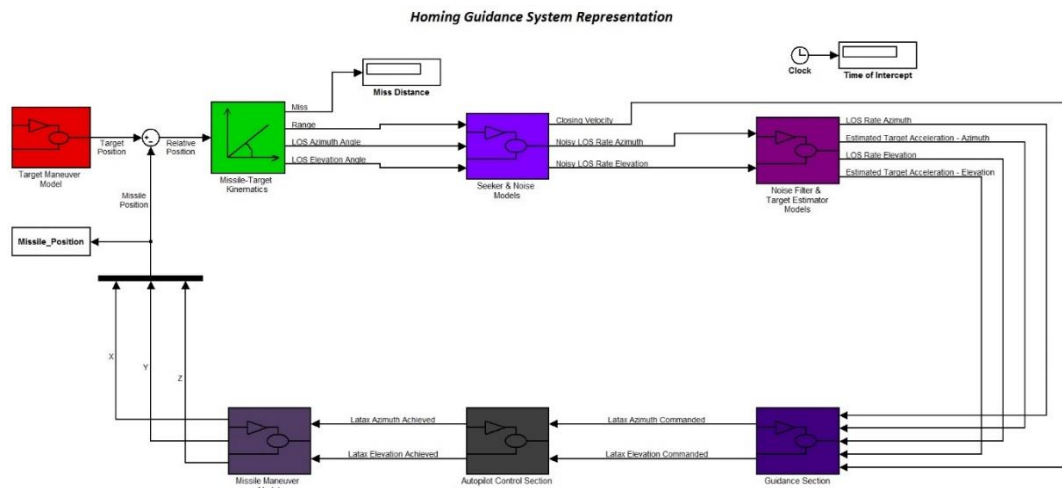 Homing Guidance System Representation
Clock
Time of Intercept
Miss Distance
Target Maneuver
Model
Target
Position
Relative
Position
Missile
Position
Miss
Range
LOS Azimuth Angle
LOS Elevation Angle
Missile-Target
Kinematics
Closing Velocity
Noisy LOS Rate Azimuth
Noisy LOS Rate Elevation
Seeker & Noise
Models
LOS Rate Azimuth
Estimated Target Acceleration - Azimuth
LOS Rate Elevation
Estimated Target Acceleration - Elevation
Noise Filter &
Target Estimator
Models
Missile_Position
X
Y
Z
Latax Azimuth Achieved
Latax Elevation Achieved
Latax Azimuth Commanded
Latax Elevation Commanded
Missile Maneuver
Autopilot Control Section
Guidance Section